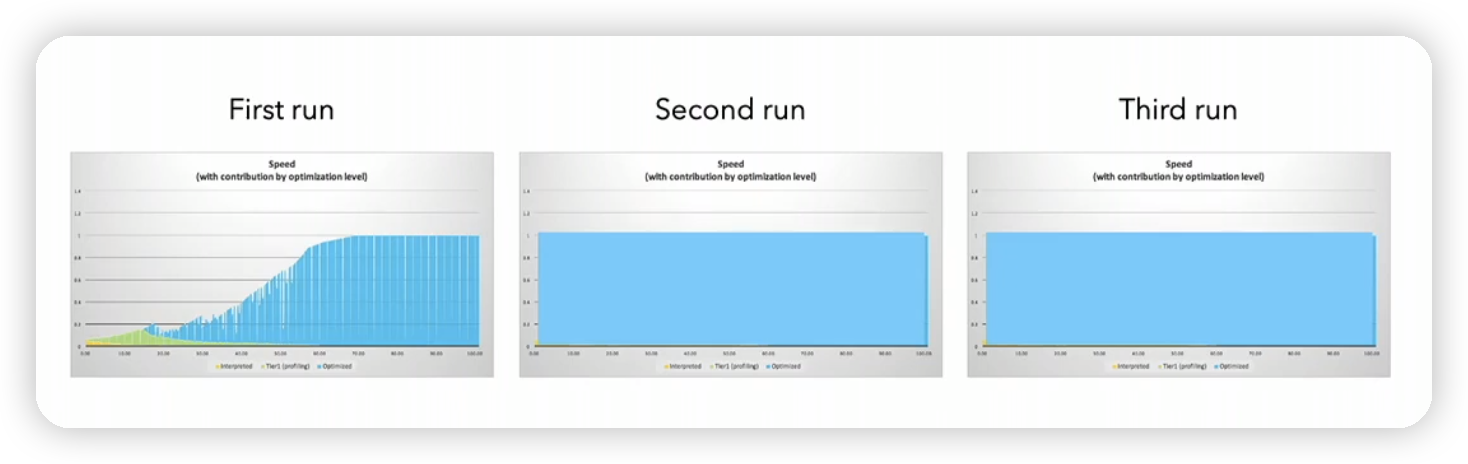 First run
Second run
Third run
Speed
(with contribution by optimization level)
1.4
1.2
1
0.8
0.6
0.4
0.2
0
0.00 10.00 20.00 30.00 40.00 50.00 60.00 70.00 80.00 90.00 100.00
Interpreted Tier1 (profiling) Optimized
Speed
(with contribution by optimization level)
1.4
1.2
1
0.8
0.6
0.4
0.2
0
0.00 10.00 20.00 30.00 40.00 50.00 60.00 70.00 80.00 90.00 100.00
Interpreted Tier1 (profiling) Optimized
Speed
(with contribution by optimization level)
1.4
1.2
1
0.8
0.6
0.4
0.2
0
0.00 10.00 20.00 30.00 40.00 50.00 60.00 70.00 80.00 90.00 100.00
Interpreted Tier1 (profiling) Optimized